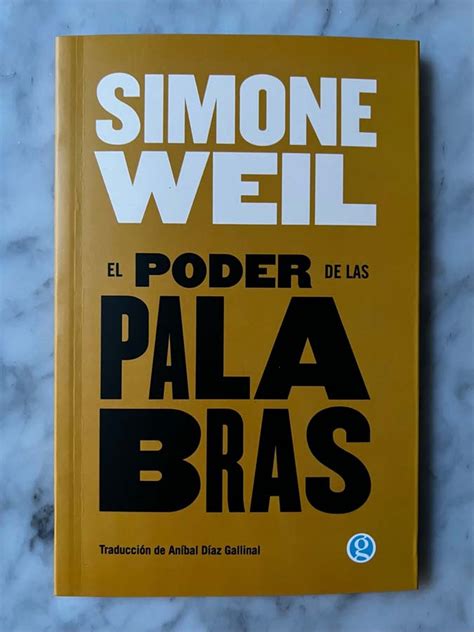 SIMONE
WEIL
EL PODER DE LAS
PALA
BRAS
Traducción de Aníbal Díaz Gallinal
g